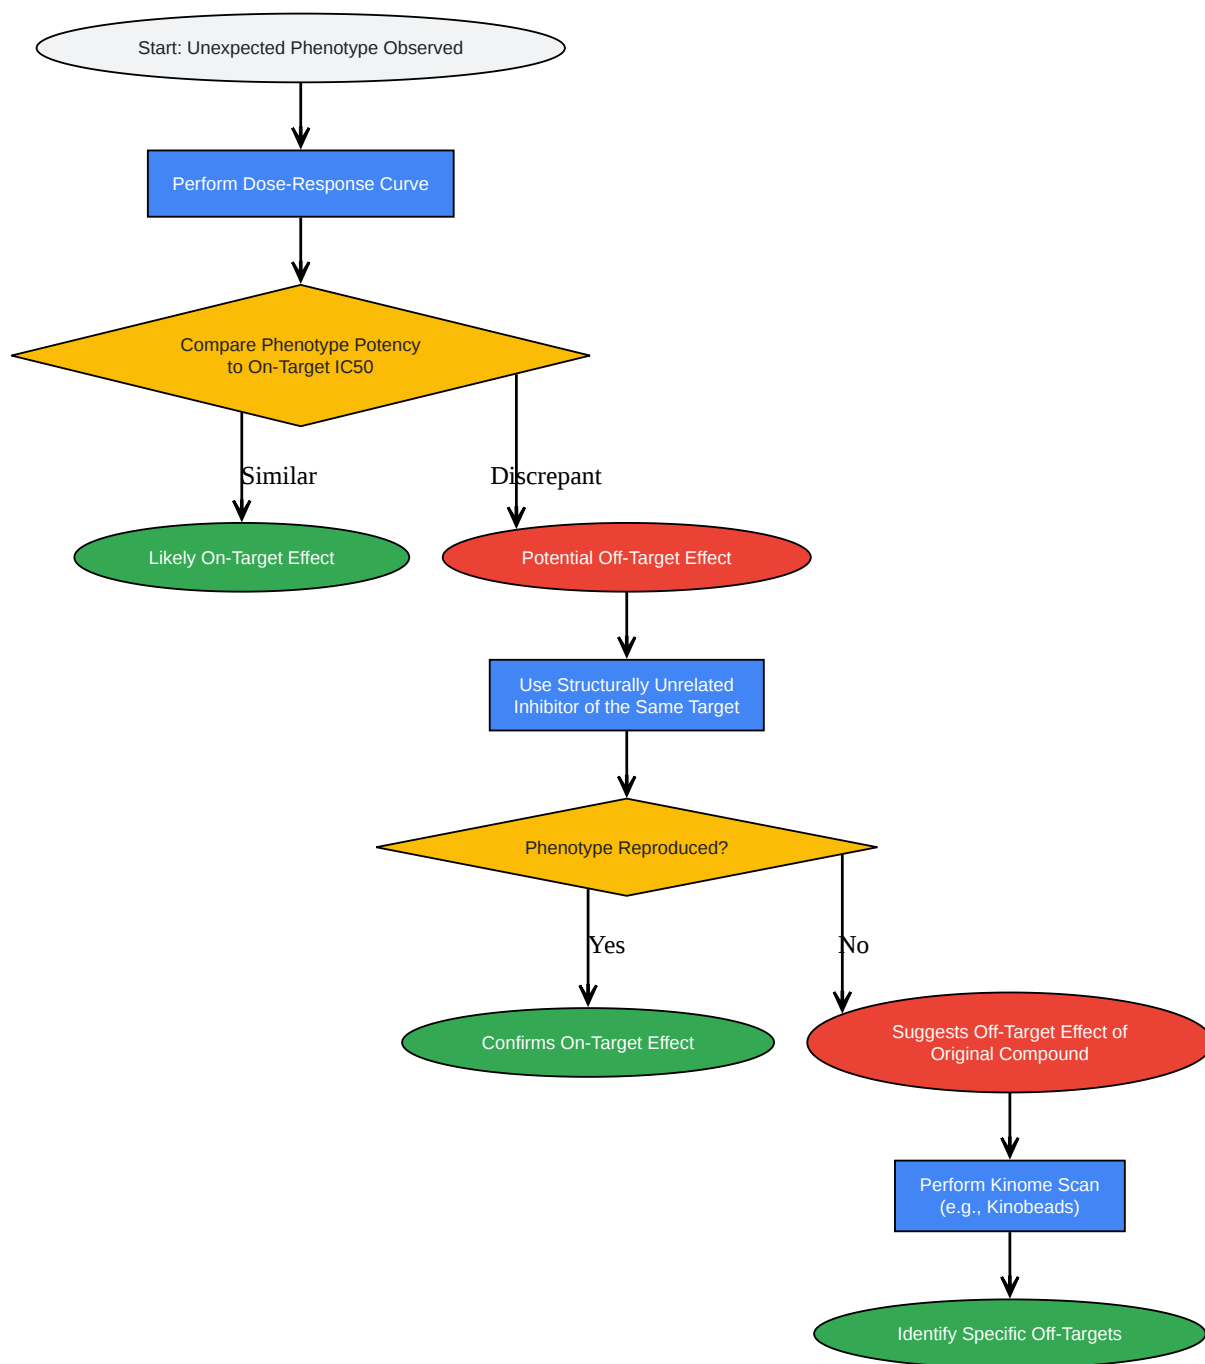 Start: Unexpected Phenotype Observed
Perform Dose-Response Curve
Compare Phenotype Potency
to On-Target IC50
Similar
Discrepant
Likely On-Target Effect
Potential Off-Target Effect
Use Structurally Unrelated
Inhibitor of the Same Target
Phenotype Reproduced?
Yes
No
Confirms On-Target Effect
Suggests Off-Target Effect of
Original Compound
Perform Kinome Scan
(e.g., Kinobeads)
Identify Specific Off-Targets